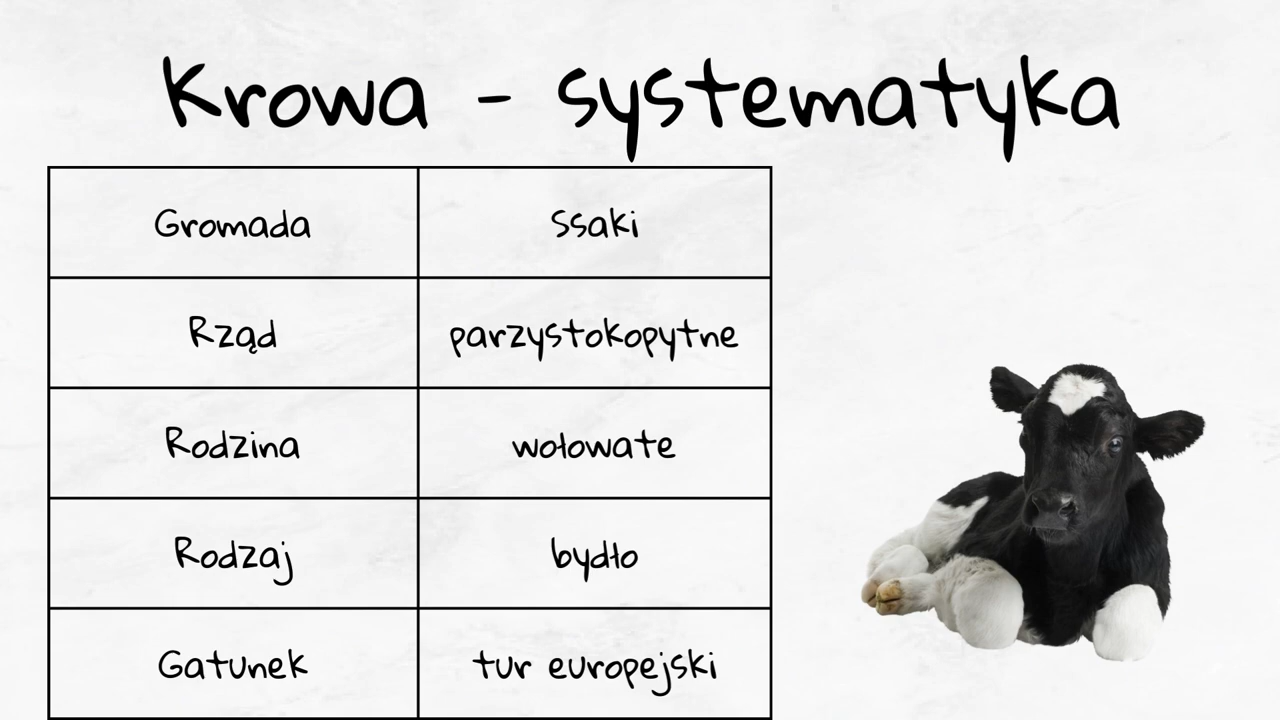 Krowa - systematyka
Gromada Ssaki
Rząd parzystokopytne
Rodzina wołowate
Rodzaj bydło
Gatunek tur europejski